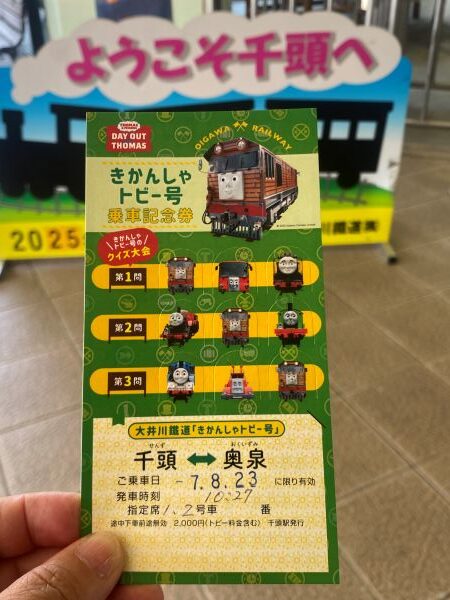 ようこそ千頭へ
THOMAS
DAY OUT
THOMAS
OIGAWA RAILWAY
きかんしゃ
トビー号
乗車記念券
2025
川鐵道
きかんしゃ
トビー号の
クイズ大会
第1問
第2問
第3問
大井川鐵道「きかんしゃトビー号」
せんず おくいずみ
千頭 ↔ 奥泉
ご乗車日 -7.8.23 に限り有効
発車時刻 10:27
指定席 1、2号車 番
途中下車前途無効 2,000円(トビー料金含む) 千頭駅発行